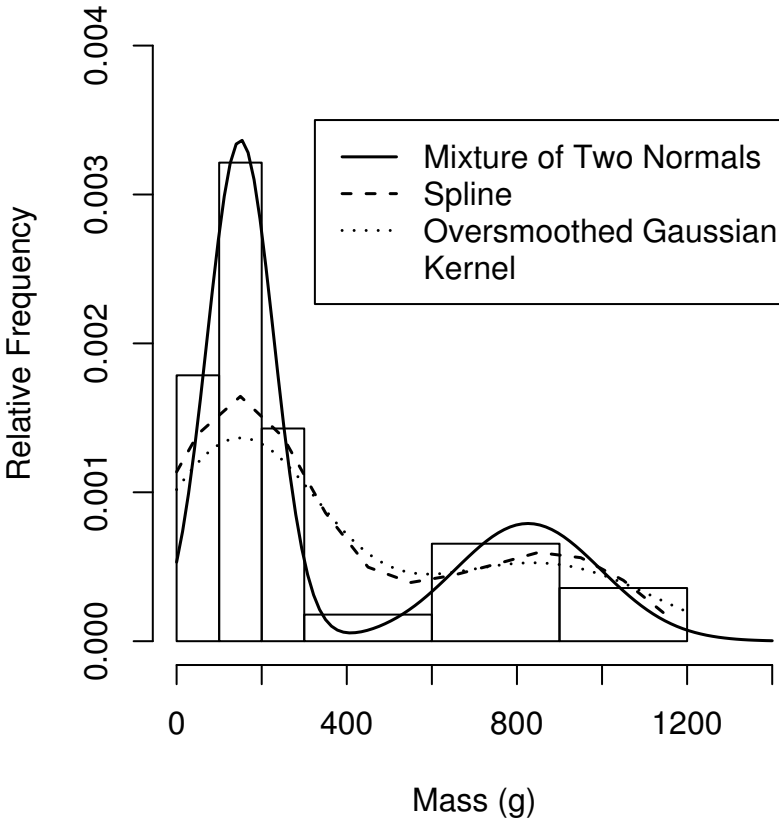 0.004
0.003
0.002
0.001
0.000
Relative Frequency
Mixture of Two Normals
Spline
Oversmoothed Gaussian
Kernel
0 400 800 1200
Mass (g)